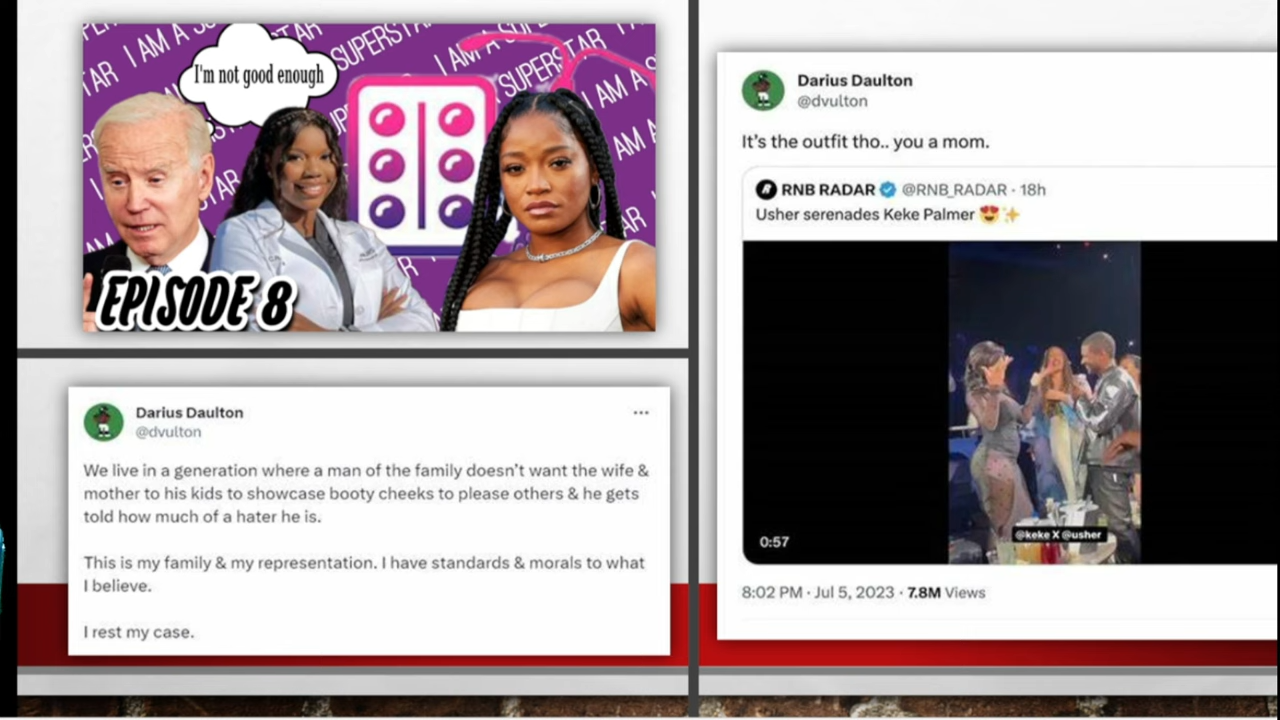 I AM A SUPERSTAR
I'm not good enough
EPISODE 8
Darius Daulton
@dvulton
We live in a generation where a man of the family doesn't want the wife &
mother to his kids to showcase booty cheeks to please others & he gets
told how much of a hater he is.
This is my family & my representation. I have standards & morals to what
I believe.
I rest my case.
Darius Daulton
@dvulton
It's the outfit tho.. you a mom.
RNB RADAR @RNB_RADAR · 18h
Usher serenades Keke Palmer 😍✨
@keke X @usher
0:57
8:02 PM · Jul 5, 2023 · 7.8M Views